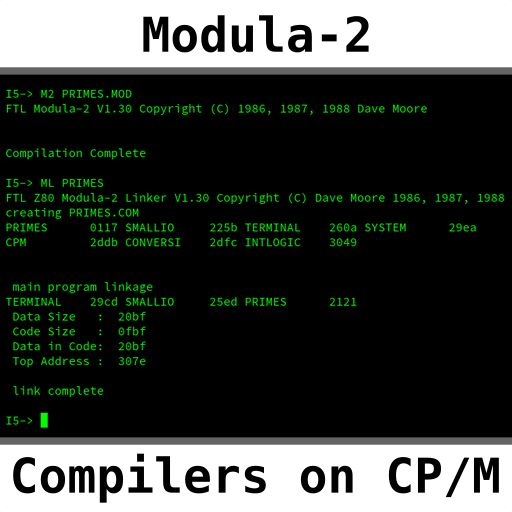 Modula-2
I5-> M2 PRIMES.MOD
FTL Modula-2 V1.30 Copyright (C) 1986, 1987, 1988 Dave Moore
Compilation Complete
I5-> ML PRIMES
FTL Z80 Modula-2 Linker V1.30 Copyright (C) Dave Moore 1986, 1987, 1988
creating PRIMES.COM
PRIMES      0117 SMALLIO     225b TERMINAL    260a SYSTEM      29ea
CPM         2ddb CONVERSI    2dfc INTLOGIC    3049
main program linkage
TERMINAL    29cd SMALLIO     25ed PRIMES      2121
Data Size   :  20bf
Code Size   :  0fbf
Data in Code:  20bf
Top Address :  307e
link complete
I5->
Compilers on CP/M